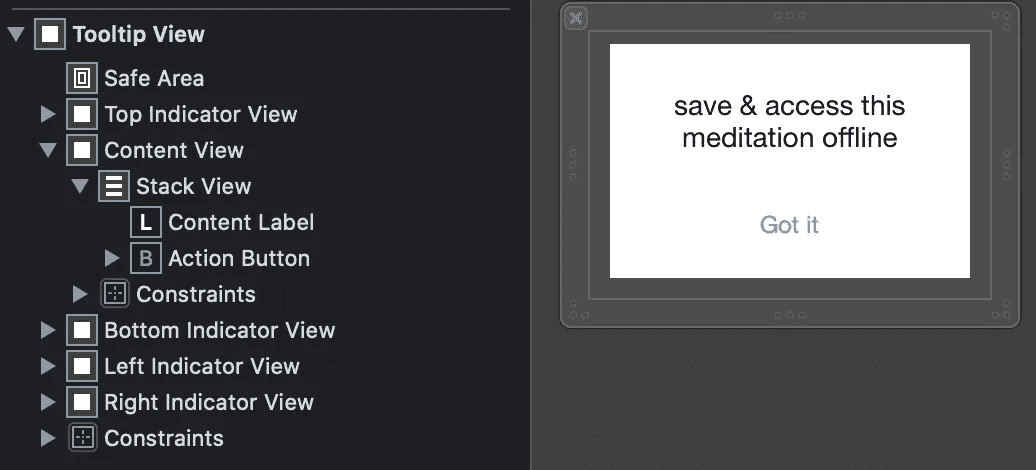 Tooltip View
Safe Area
Top Indicator View
Content View
Stack View
L Content Label
B Action Button
Constraints
Bottom Indicator View
Left Indicator View
Right Indicator View
Constraints
save & access this
meditation offline
Got it